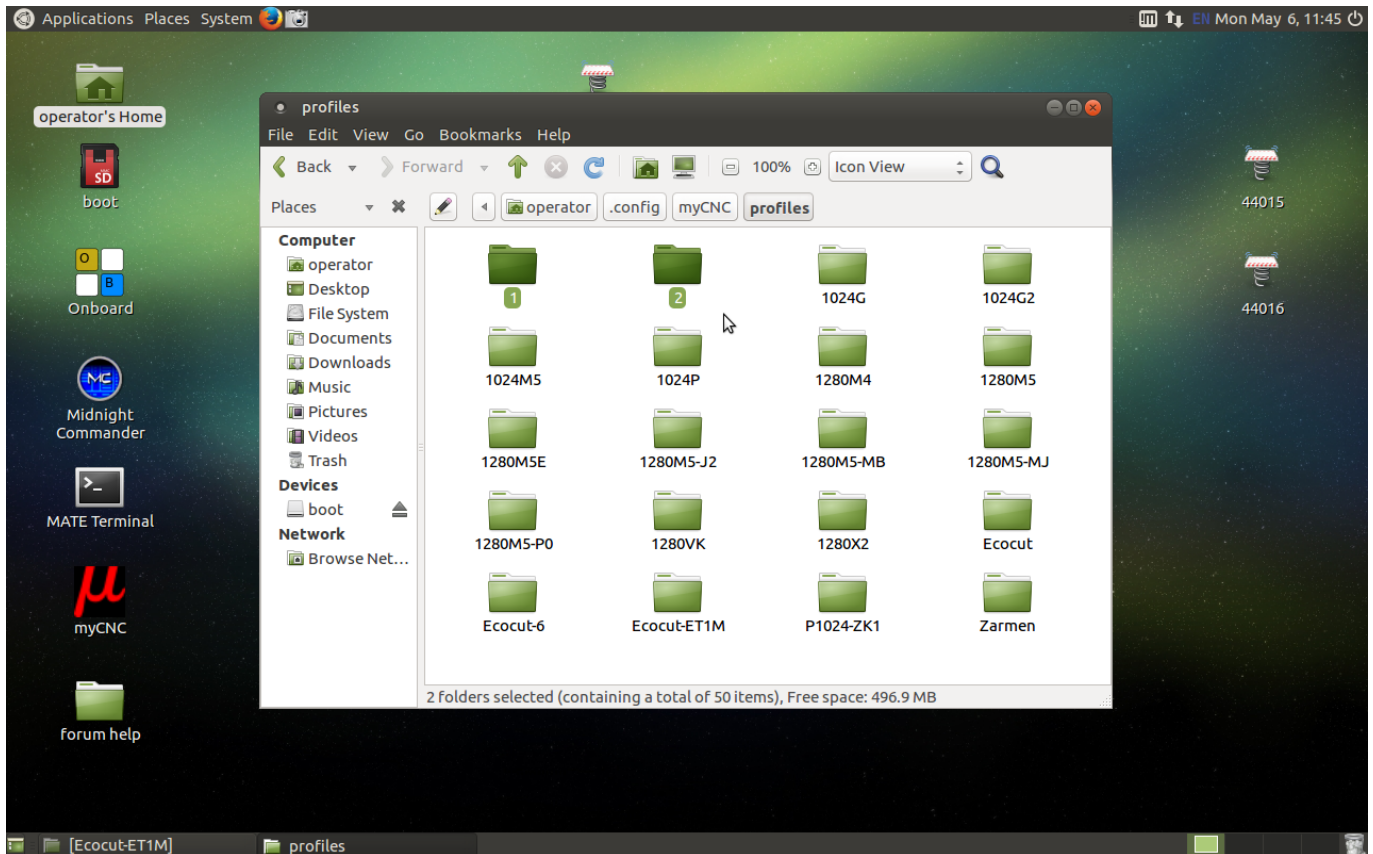 Applications Places System EN Mon May 6, 11:45
operator's Home
SD
boot
O
B
Onboard
MC
Midnight
Commander
>_
MATE Terminal
μ
myCNC
forum help
profiles
File Edit View Go Bookmarks Help
Back Forward 100% Icon View
Places operator .config myCNC profiles
Computer
operator
Desktop
File System
Documents
Downloads
Music
Pictures
Videos
Trash
Devices
boot
Network
Browse Net...
1 2 1024G 1024G2
1024M5 1024P 1280M4 1280M5
1280M5E 1280M5-J2 1280M5-MB 1280M5-MJ
1280M5-P0 1280VK 1280X2 Ecocut
Ecocut-6 Ecocut-ET1M P1024-ZK1 Zarmen
2 folders selected (containing a total of 50 items), Free space: 496.9 MB
44015
44016
[Ecocut-ET1M] profiles